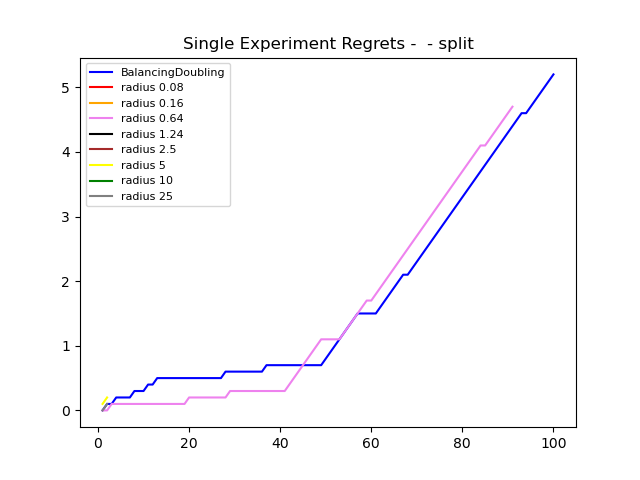 Single Experiment Regrets -  - split
BalancingDoubling
radius 0.08
radius 0.16
radius 0.64
radius 1.24
radius 2.5
radius 5
radius 10
radius 25
5
4
3
2
1
0
0 20 40 60 80 100